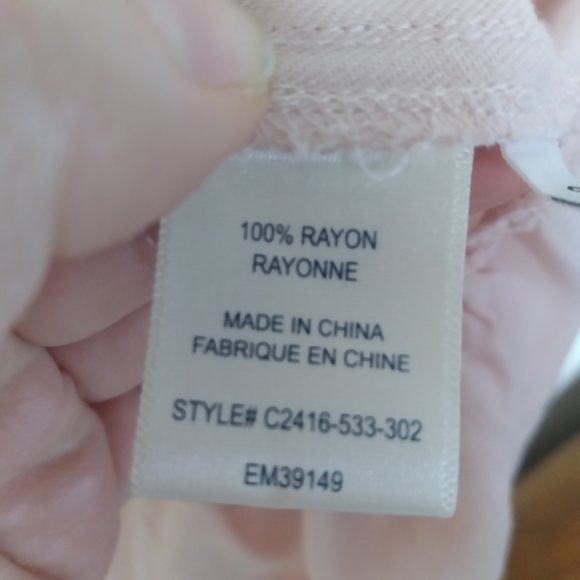 100% RAYON
RAYONNE
MADE IN CHINA
FABRIQUE EN CHINE
STYLE# C2416-533-302
EM39149